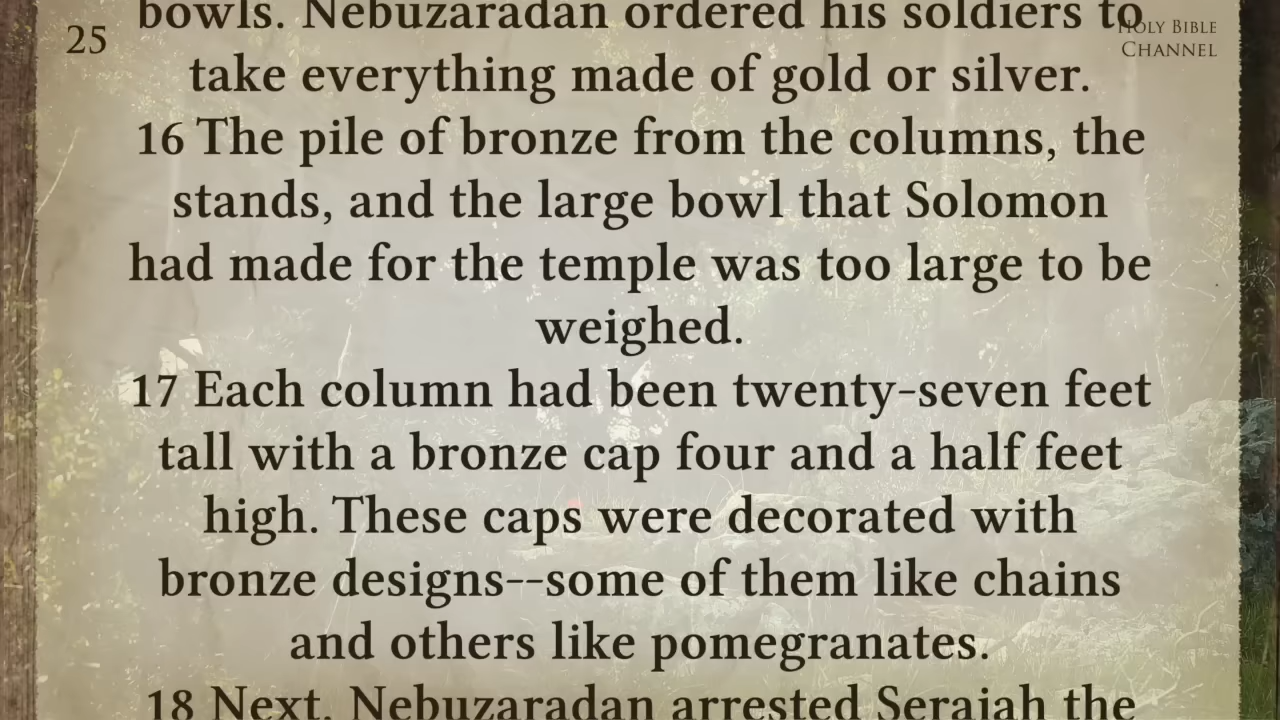 25
HOLY BIBLE
CHANNEL
bowls. Nebuzaradan ordered his soldiers to
take everything made of gold or silver.
16 The pile of bronze from the columns, the
stands, and the large bowl that Solomon
had made for the temple was too large to be
weighed.
17 Each column had been twenty-seven feet
tall with a bronze cap four and a half feet
high. These caps were decorated with
bronze designs--some of them like chains
and others like pomegranates.
18 Next, Nebuzaradan arrested Seraiah the